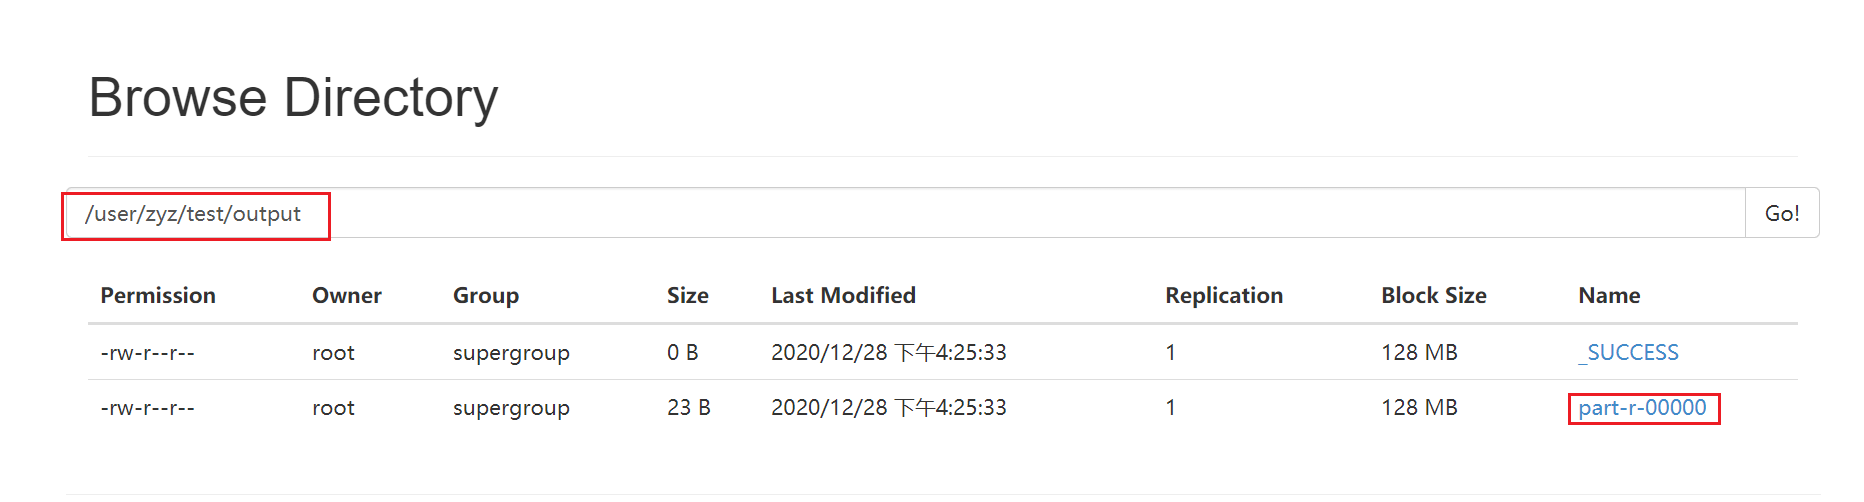 Browse Directory
/user/zyz/test/output Go!
Permission Owner Group Size Last Modified Replication Block Size Name
-rw-r--r-- root supergroup 0 B 2020/12/28 下午4:25:33 1 128 MB _SUCCESS
-rw-r--r-- root supergroup 23 B 2020/12/28 下午4:25:33 1 128 MB part-r-00000